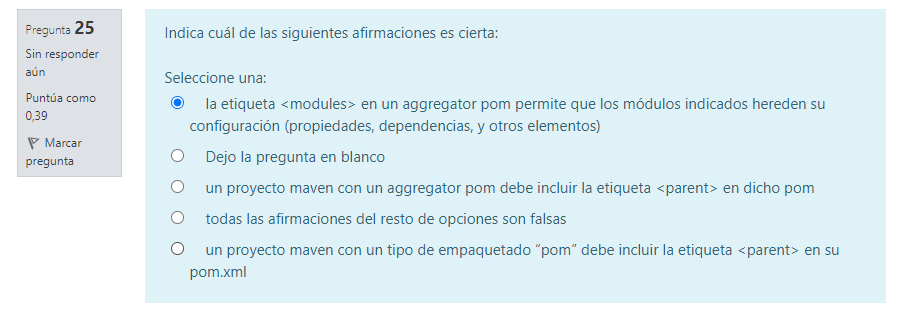 Pregunta 25
Sin responder
aún
Puntúa como
0,39
Marcar
pregunta
Indica cuál de las siguientes afirmaciones es cierta:
Seleccione una:
la etiqueta <modules> en un aggregator pom permite que los módulos indicados hereden su
configuración (propiedades, dependencias, y otros elementos)
Dejo la pregunta en blanco
un proyecto maven con un aggregator pom debe incluir la etiqueta <parent> en dicho pom
todas las afirmaciones del resto de opciones son falsas
un proyecto maven con un tipo de empaquetado “pom” debe incluir la etiqueta <parent> en su
pom.xml